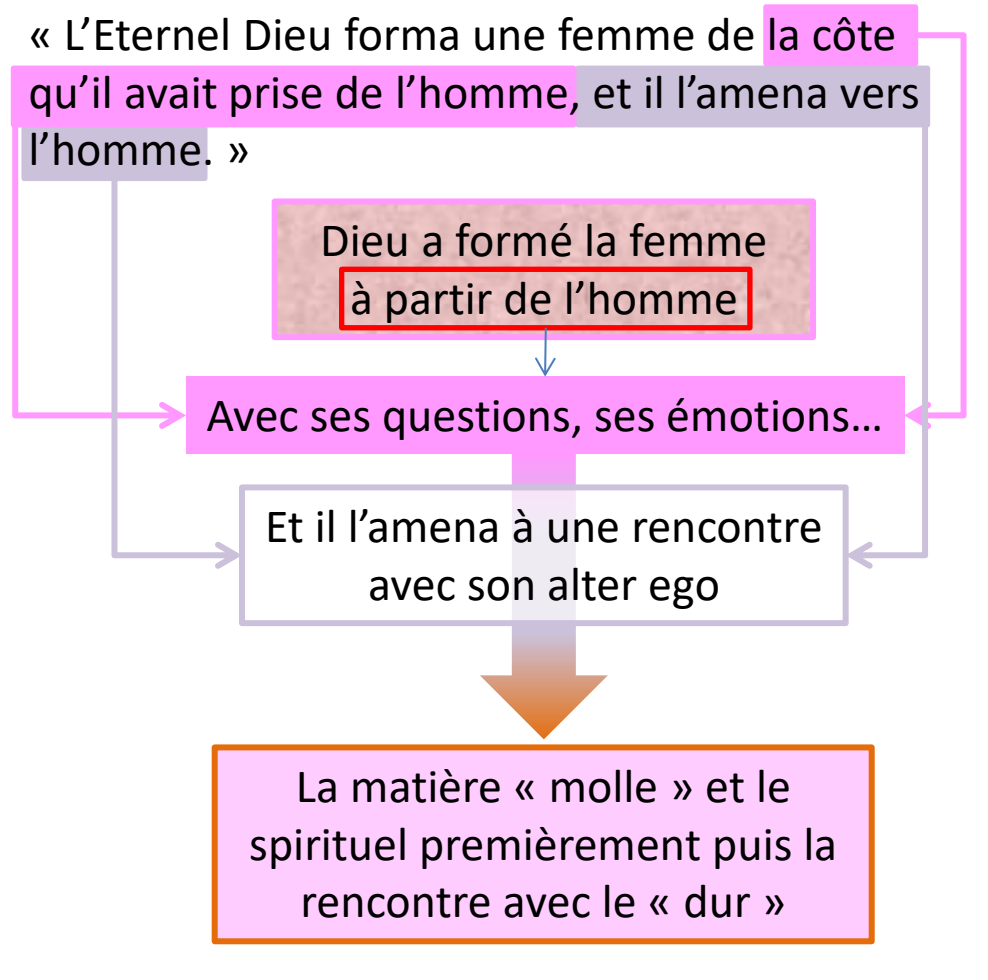 « L’Eternel Dieu forma une femme de la côte
qu’il avait prise de l’homme, et il l’amena vers
l’homme. »
Dieu a formé la femme
à partir de l’homme
Avec ses questions, ses émotions…
Et il l’amena à une rencontre
avec son alter ego
La matière « molle » et le
spirituel premièrement puis la
rencontre avec le « dur »